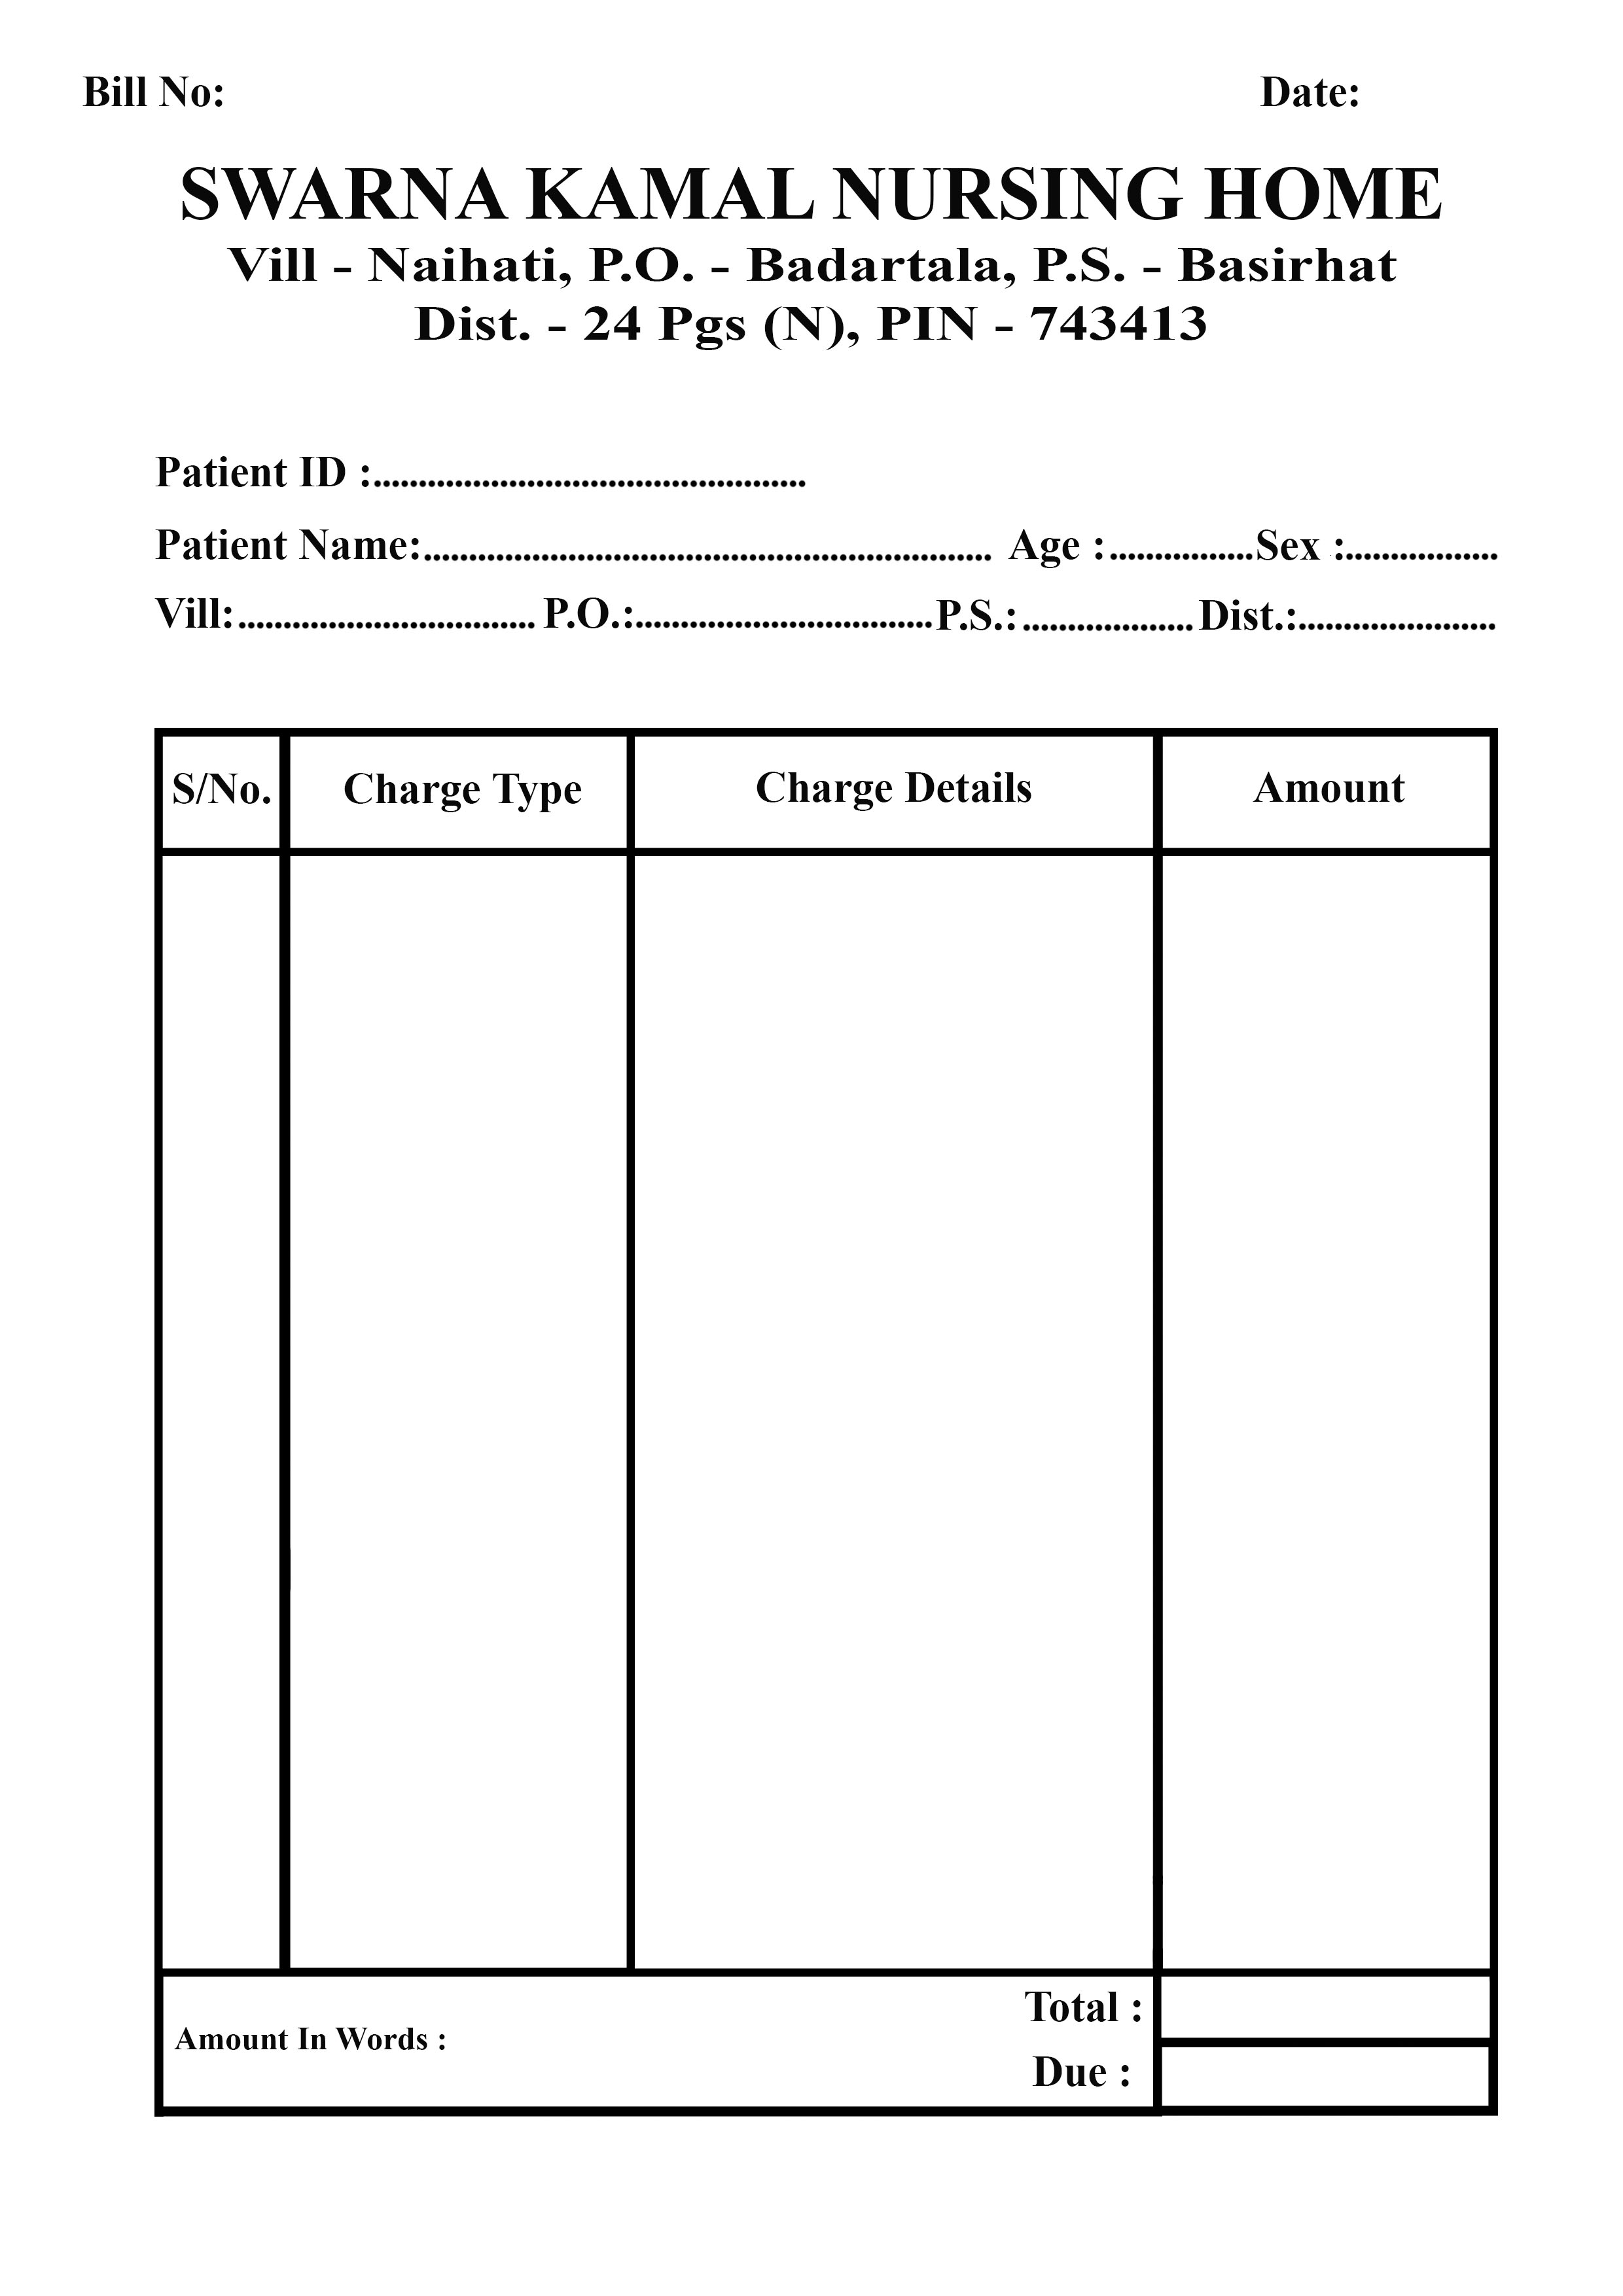 Bill No: Date:
SWARNA KAMAL NURSING HOME
Vill - Naihati, P.O. - Badartala, P.S. - Basirhat
Dist. - 24 Pgs (N), PIN - 743413
Patient ID :................................................
Patient Name:............................................................... Age :................Sex :.................
Vill:................................. P.O.:.................................P.S.:................... Dist.:......................
S/No. Charge Type Charge Details Amount
Total :
Amount In Words :
Due :